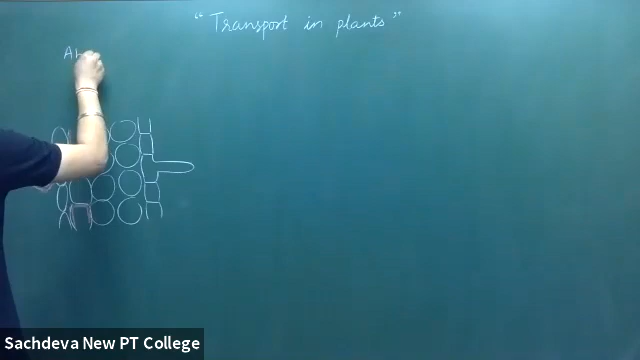 “Transport in plants”
Sachdeva New PT College